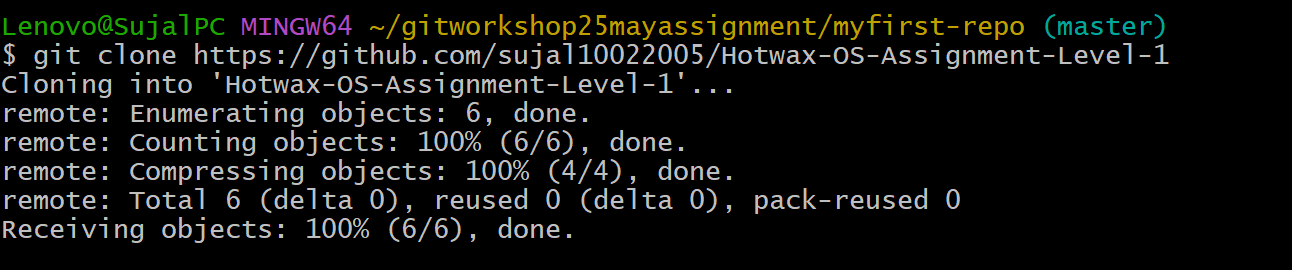 Lenovo@SujalPC MINGW64 ~/gitworkshop25mayassignment/myfirst-repo (master)
$ git clone https://github.com/sujal10022005/Hotwax-OS-Assignment-Level-1
Cloning into 'Hotwax-OS-Assignment-Level-1'...
remote: Enumerating objects: 6, done.
remote: Counting objects: 100% (6/6), done.
remote: Compressing objects: 100% (4/4), done.
remote: Total 6 (delta 0), reused 0 (delta 0), pack-reused 0
Receiving objects: 100% (6/6), done.